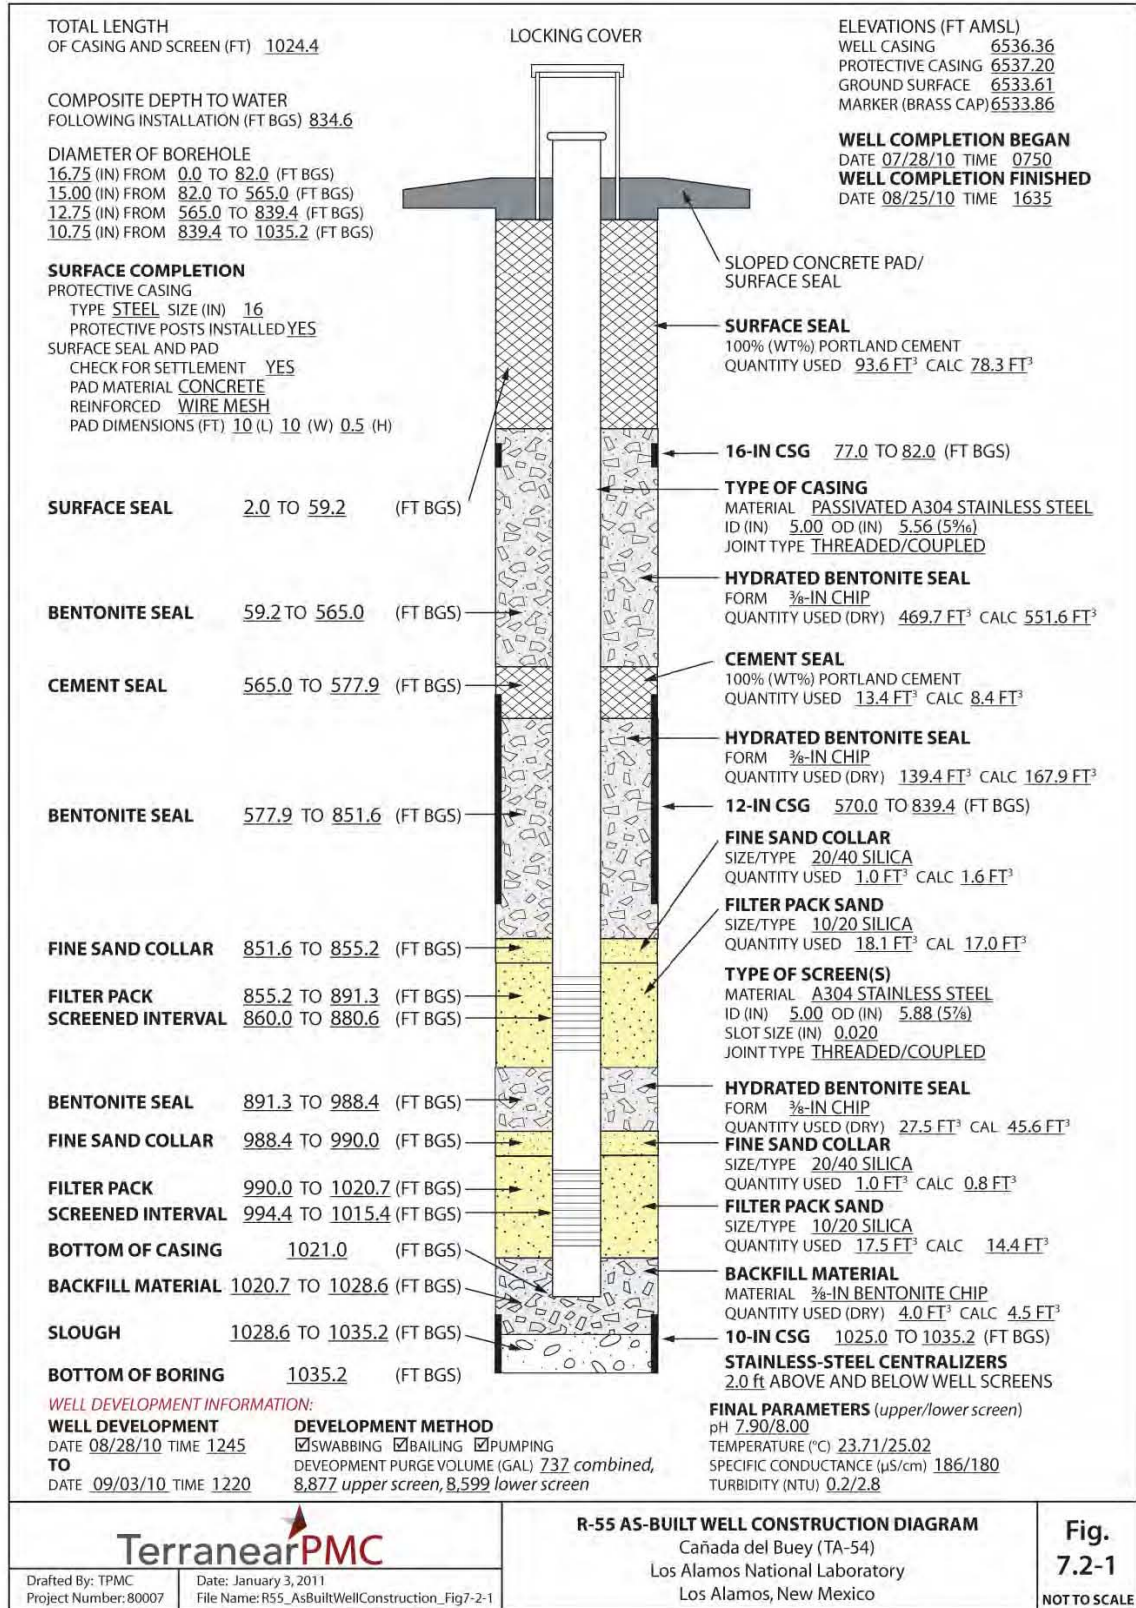 TOTAL LENGTH
OF CASING AND SCREEN (FT) 1024.4
COMPOSITE DEPTH TO WATER
FOLLOWING INSTALLATION (FT BGS) 834.6
DIAMETER OF BOREHOLE
16.75 (IN) FROM 0.0 TO 82.0 (FT BGS)
15.00 (IN) FROM 82.0 TO 565.0 (FT BGS)
12.75 (IN) FROM 565.0 TO 839.4 (FT BGS)
10.75 (IN) FROM 839.4 TO 1035.2 (FT BGS)
SURFACE COMPLETION
PROTECTIVE CASING
TYPE STEEL SIZE (IN) 16
PROTECTIVE POSTS INSTALLED YES
SURFACE SEAL AND PAD
CHECK FOR SETTLEMENT YES
PAD MATERIAL CONCRETE
REINFORCED WIRE MESH
PAD DIMENSIONS (FT) 10 (L) 10 (W) 0.5 (H)
SURFACE SEAL 2.0 TO 59.2 (FT BGS)
BENTONITE SEAL 59.2 TO 565.0 (FT BGS)
CEMENT SEAL 565.0 TO 577.9 (FT BGS)
BENTONITE SEAL 577.9 TO 851.6 (FT BGS)
FINE SAND COLLAR 851.6 TO 855.2 (FT BGS)
FILTER PACK 855.2 TO 891.3 (FT BGS)
SCREENED INTERVAL 860.0 TO 880.6 (FT BGS)
BENTONITE SEAL 891.3 TO 988.4 (FT BGS)
FINE SAND COLLAR 988.4 TO 990.0 (FT BGS)
FILTER PACK 990.0 TO 1020.7 (FT BGS)
SCREENED INTERVAL 994.4 TO 1015.4 (FT BGS)
BOTTOM OF CASING 1021.0 (FT BGS)
BACKFILL MATERIAL 1020.7 TO 1028.6 (FT BGS)
SLOUGH 1028.6 TO 1035.2 (FT BGS)
BOTTOM OF BORING 1035.2 (FT BGS)
LOCKING COVER
ELEVATIONS (FT AMSL)
WELL CASING 6536.36
PROTECTIVE CASING 6537.20
GROUND SURFACE 6533.61
MARKER (BRASS CAP) 6533.86
WELL COMPLETION BEGAN
DATE 07/28/10 TIME 0750
WELL COMPLETION FINISHED
DATE 08/25/10 TIME 1635
SLOPED CONCRETE PAD/
SURFACE SEAL
SURFACE SEAL
100% (WT%) PORTLAND CEMENT
QUANTITY USED 93.6 FT³ CALC 78.3 FT³
16-IN CSG 77.0 TO 82.0 (FT BGS)
TYPE OF CASING
MATERIAL PASSIVATED A304 STAINLESS STEEL
ID (IN) 5.00 OD (IN) 5.56 (5⁹⁄₁₆)
JOINT TYPE THREADED/COUPLED
HYDRATED BENTONITE SEAL
FORM ⅜-IN CHIP
QUANTITY USED (DRY) 469.7 FT³ CALC 551.6 FT³
CEMENT SEAL
100% (WT%) PORTLAND CEMENT
QUANTITY USED 13.4 FT³ CALC 8.4 FT³
HYDRATED BENTONITE SEAL
FORM ⅜-IN CHIP
QUANTITY USED (DRY) 139.4 FT³ CALC 167.9 FT³
12-IN CSG 570.0 TO 839.4 (FT BGS)
FINE SAND COLLAR
SIZE/TYPE 20/40 SILICA
QUANTITY USED 1.0 FT³ CALC 1.6 FT³
FILTER PACK SAND
SIZE/TYPE 10/20 SILICA
QUANTITY USED 18.1 FT³ CAL 17.0 FT³
TYPE OF SCREEN(S)
MATERIAL A304 STAINLESS STEEL
ID (IN) 5.00 OD (IN) 5.88 (5⅞)
SLOT SIZE (IN) 0.020
JOINT TYPE THREADED/COUPLED
HYDRATED BENTONITE SEAL
FORM ⅜-IN CHIP
QUANTITY USED (DRY) 27.5 FT³ CAL 45.6 FT³
FINE SAND COLLAR
SIZE/TYPE 20/40 SILICA
QUANTITY USED 1.0 FT³ CALC 0.8 FT³
FILTER PACK SAND
SIZE/TYPE 10/20 SILICA
QUANTITY USED 17.5 FT³ CALC 14.4 FT³
BACKFILL MATERIAL
MATERIAL ⅜-IN BENTONITE CHIP
QUANTITY USED (DRY) 4.0 FT³ CALC 4.5 FT³
10-IN CSG 1025.0 TO 1035.2 (FT BGS)
STAINLESS-STEEL CENTRALIZERS
2.0 ft ABOVE AND BELOW WELL SCREENS
WELL DEVELOPMENT INFORMATION:
WELL DEVELOPMENT
DATE 08/28/10 TIME 1245
TO
DATE 09/03/10 TIME 1220
DEVELOPMENT METHOD
☑SWABBING ☑BAILING ☑PUMPING
DEVEOPMENT PURGE VOLUME (GAL) 737 combined,
8,877 upper screen, 8,599 lower screen
FINAL PARAMETERS (upper/lower screen)
pH 7.90/8.00
TEMPERATURE (°C) 23.71/25.02
SPECIFIC CONDUCTANCE (µS/cm) 186/180
TURBIDITY (NTU) 0.2/2.8
TerranearPMC
Drafted By: TPMC
Project Number: 80007
Date: January 3, 2011
File Name: R55_AsBuiltWellConstruction_Fig7-2-1
R-55 AS-BUILT WELL CONSTRUCTION DIAGRAM
Cañada del Buey (TA-54)
Los Alamos National Laboratory
Los Alamos, New Mexico
Fig.
7.2-1
NOT TO SCALE